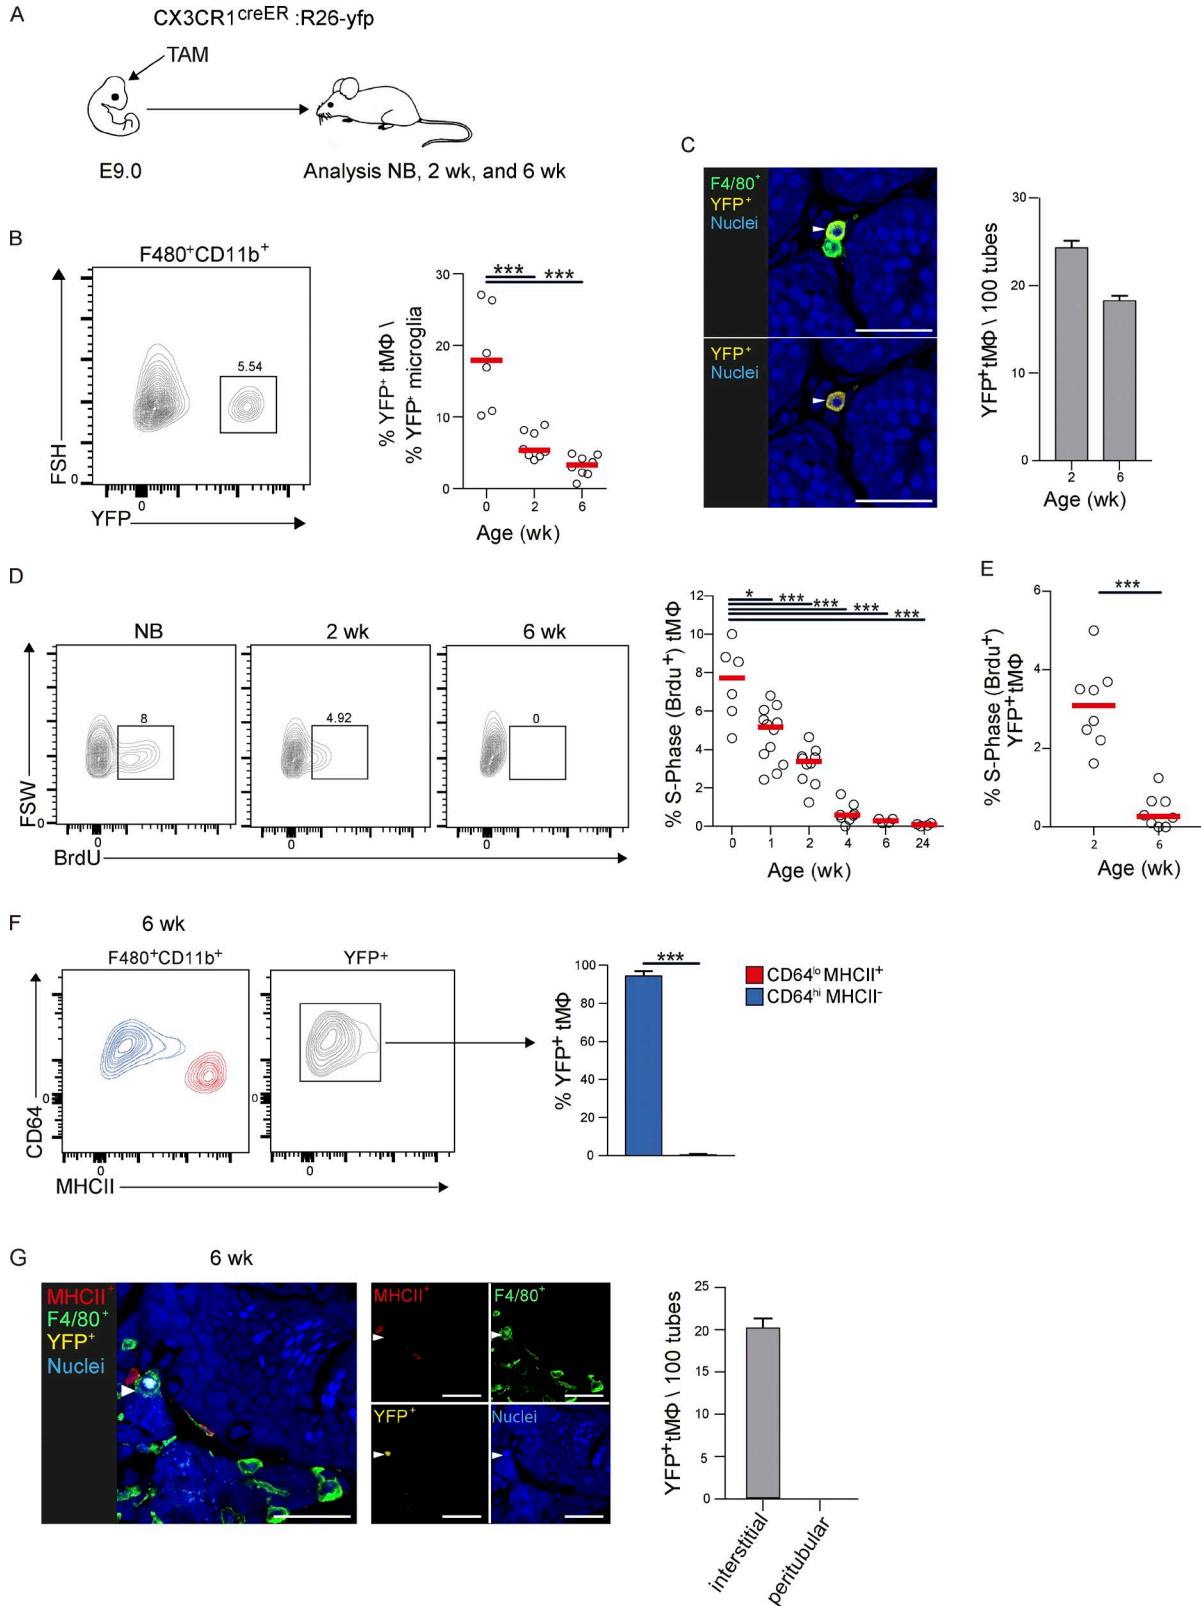 A
CX3CR1creER :R26-yfp
TAM
E9.0
Analysis NB, 2 wk, and 6 wk
B
F480+CD11b+
5.54
FSH
0
0
YFP
% YFP+ tMΦ \
% YFP+ microglia
30
20
10
0
*** ***
0 2 6
Age (wk)
C
F4/80+
YFP+
Nuclei
YFP+
Nuclei
YFP+tMΦ \ 100 tubes
30
20
10
0
2 6
Age (wk)
D
NB 2 wk 6 wk
8
4.92
0
FSW
0
0 0 0
BrdU
% S-Phase (Brdu+) tMΦ
12
10
8
6
4
2
0
* *** *** *** ***
0 1 2 4 6 24
Age (wk)
E
% S-Phase (Brdu+)
YFP+tMΦ
6
4
2
0
***
2 6
Age (wk)
F
6 wk
F480+CD11b+
YFP+
CD64
0
0
0
0
MHCII
% YFP+ tMΦ
100
80
60
40
20
0
***
CD64lo MHCII+
CD64hi MHCII−
G
6 wk
MHCII+
F4/80+
YFP+
Nuclei
MHCII+
F4/80+
YFP+
Nuclei
YFP+tMΦ \ 100 tubes
25
20
15
10
5
0
interstitial
peritubular